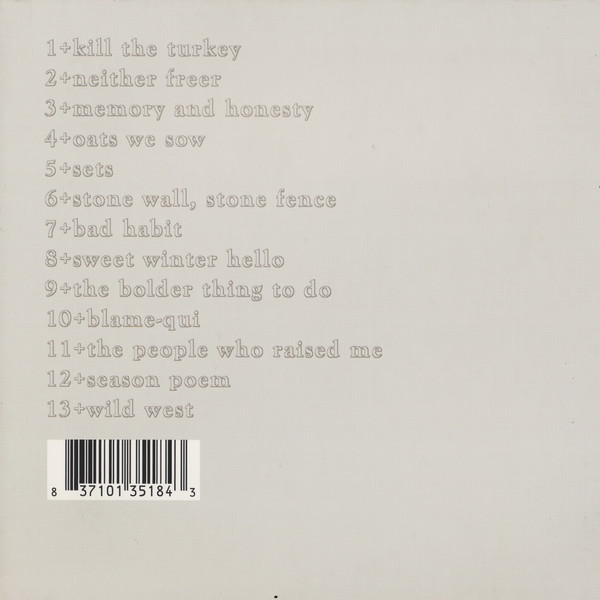 1+kill the turkey
2+neither freer
3+memory and honesty
4+oats we sow
5+sets
6+stone wall, stone fence
7+bad habit
8+sweet winter hello
9+the bolder thing to do
10+blame-qui
11+the people who raised me
12+season poem
13+wild west
8 37101 35184 3